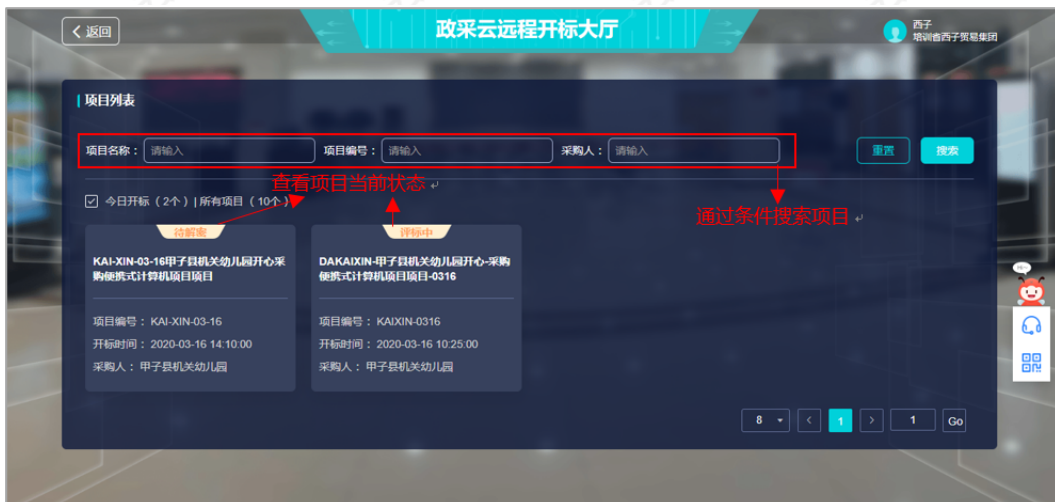 返回
政采云远程开标大厅
西子
培训者西子贸易集团
项目列表
项目名称： 请输入 项目编号： 请输入 采购人： 请输入 重置 搜索
查看项目当前状态
通过条件搜索项目
今日开标（2个）| 所有项目（10个）
待解密
KAI-XIN-03-16甲子县机关幼儿园开心采
购便携式计算机项目项目
项目编号： KAI-XIN-03-16
开标时间： 2020-03-16 14:10:00
采购人： 甲子县机关幼儿园
评标中
DAKAIXIN-甲子县机关幼儿园开心-采购
便携式计算机项目项目-0316
项目编号： KAIXIN-0316
开标时间： 2020-03-16 10:25:00
采购人： 甲子县机关幼儿园
8 < 1 > 1 Go